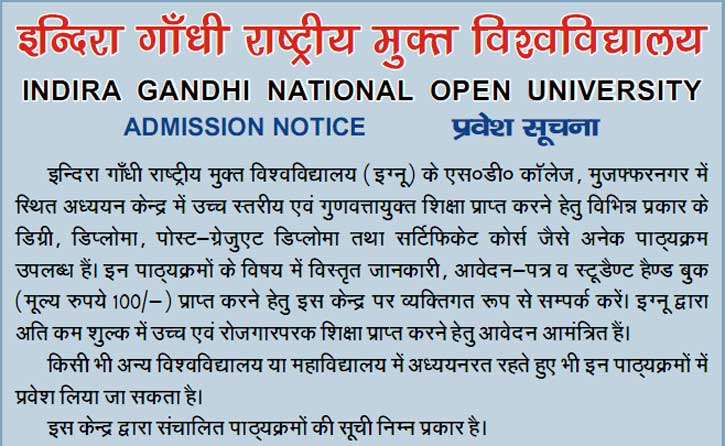 इन्दिरा गाँधी राष्ट्रीय मुक्त विश्वविद्यालय
INDIRA GANDHI NATIONAL OPEN UNIVERSITY
ADMISSION NOTICE प्रवेश सूचना
इन्दिरा गाँधी राष्ट्रीय मुक्त विश्वविद्यालय (इग्नू) के एस०डी० कॉलेज, मुजफ्फरनगर में
स्थित अध्ययन केन्द्र में उच्च स्तरीय एवं गुणवत्तायुक्त शिक्षा प्राप्त करने हेतु विभिन्न प्रकार के
डिग्री, डिप्लोमा, पोस्ट–ग्रेजुएट डिप्लोमा तथा सर्टिफिकेट कोर्स जैसे अनेक पाठ्यक्रम
उपलब्ध हैं। इन पाठ्यक्रमों के विषय में विस्तृत जानकारी, आवेदन–पत्र व स्टूडैण्ट हैण्ड बुक
(मूल्य रुपये 100/–) प्राप्त करने हेतु इस केन्द्र पर व्यक्तिगत रूप से सम्पर्क करें। इग्नू द्वारा
अति कम शुल्क में उच्च एवं रोजगारपरक शिक्षा प्राप्त करने हेतु आवेदन आमंत्रित हैं।
किसी भी अन्य विश्वविद्यालय या महाविद्यालय में अध्ययनरत रहते हुए भी इन पाठ्यक्रमों में
प्रवेश लिया जा सकता है।
इस केन्द्र द्वारा संचालित पाठ्यक्रमों की सूची निम्न प्रकार है।